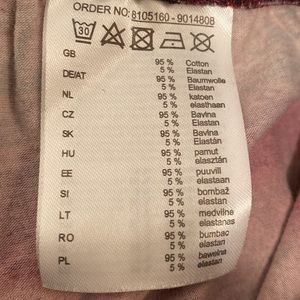 ORDER NO: 8105160 - 9014808
30
GB 95 % Cotton
5 % Elastan
DE/AT 95 % Baumwolle
5 % Elastan
NL 95 % katoen
5 % elasthaan
CZ 95 % Bavlna
5 % Elastan
SK 95 % Bavlna
5 % Elastan
HU 95 % pamut
5 % elasztán
EE 95 % puuvill
5 % elastaan
SI 95 % bombaž
5 % elastan
LT 95 % medvilnė
5 % elastanas
RO 95 % bumbac
5 % elastan
PL 95 % bawełna
5 % elastan